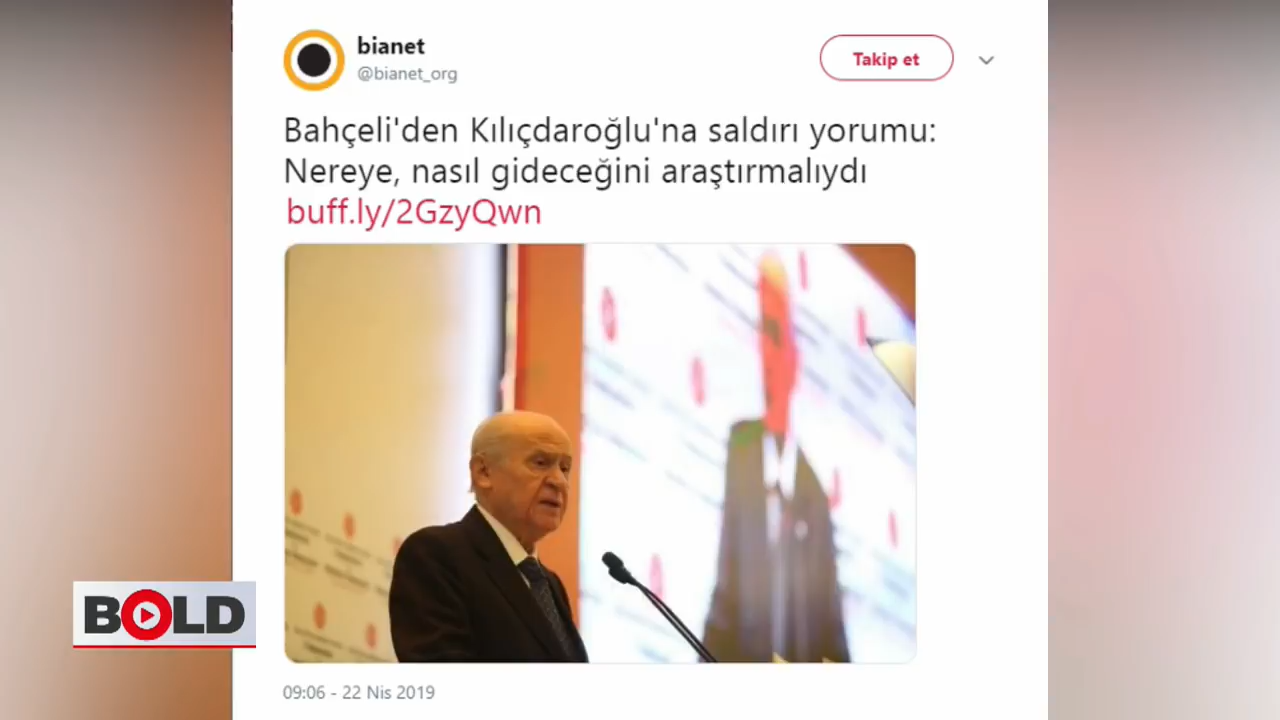 bianet
@bianet_org
Takip et
Bahçeli'den Kılıçdaroğlu'na saldırı yorumu:
Nereye, nasıl gideceğini araştırmalıydı
buff.ly/2GzyQwn
BOLD
09:06 - 22 Nis 2019